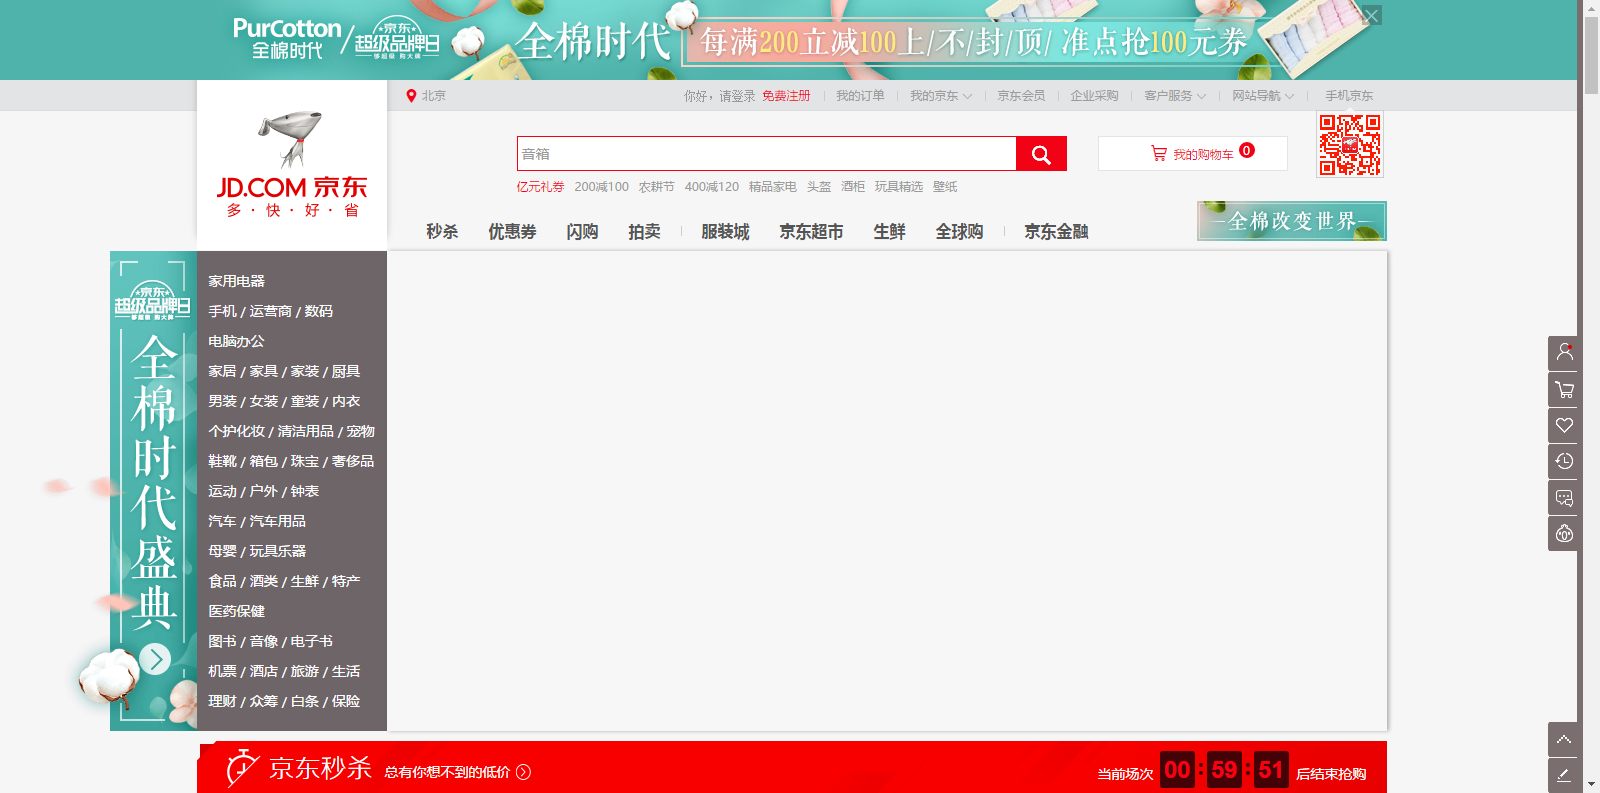 PurCotton
全棉时代
京东
超级品牌日
够超级 购大牌
全棉时代
每满200立减100上/不/封/顶/ 准点抢100元券
北京
你好，请登录 免费注册
我的订单
我的京东
京东会员
企业采购
客户服务
网站导航
手机京东
JD.COM 京东
多·快·好·省
音箱
我的购物车 0
亿元礼券 200减100 农耕节 400减120 精品家电 头盔 酒柜 玩具精选 壁纸
秒杀 优惠券 闪购 拍卖 服装城 京东超市 生鲜 全球购 京东金融
全棉改变世界
京东
超级品牌日
够超级 购大牌
全棉时代盛典
家用电器
手机 / 运营商 / 数码
电脑办公
家居 / 家具 / 家装 / 厨具
男装 / 女装 / 童装 / 内衣
个护化妆 / 清洁用品 / 宠物
鞋靴 / 箱包 / 珠宝 / 奢侈品
运动 / 户外 / 钟表
汽车 / 汽车用品
母婴 / 玩具乐器
食品 / 酒类 / 生鲜 / 特产
医药保健
图书 / 音像 / 电子书
机票 / 酒店 / 旅游 / 生活
理财 / 众筹 / 白条 / 保险
京东秒杀 总有你想不到的低价
当前场次 00:59:51 后结束抢购